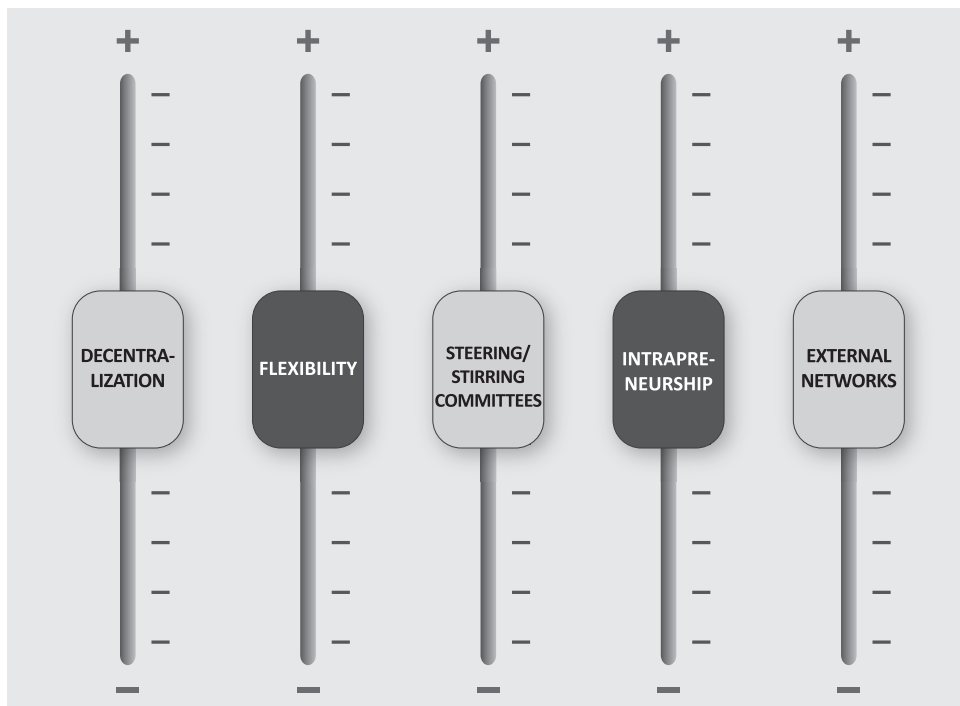 + + + + +
DECENTRA-
LIZATION
FLEXIBILITY
STEERING/
STIRRING
COMMITTEES
INTRAPRE-
NEURSHIP
EXTERNAL
NETWORKS
− − − − −